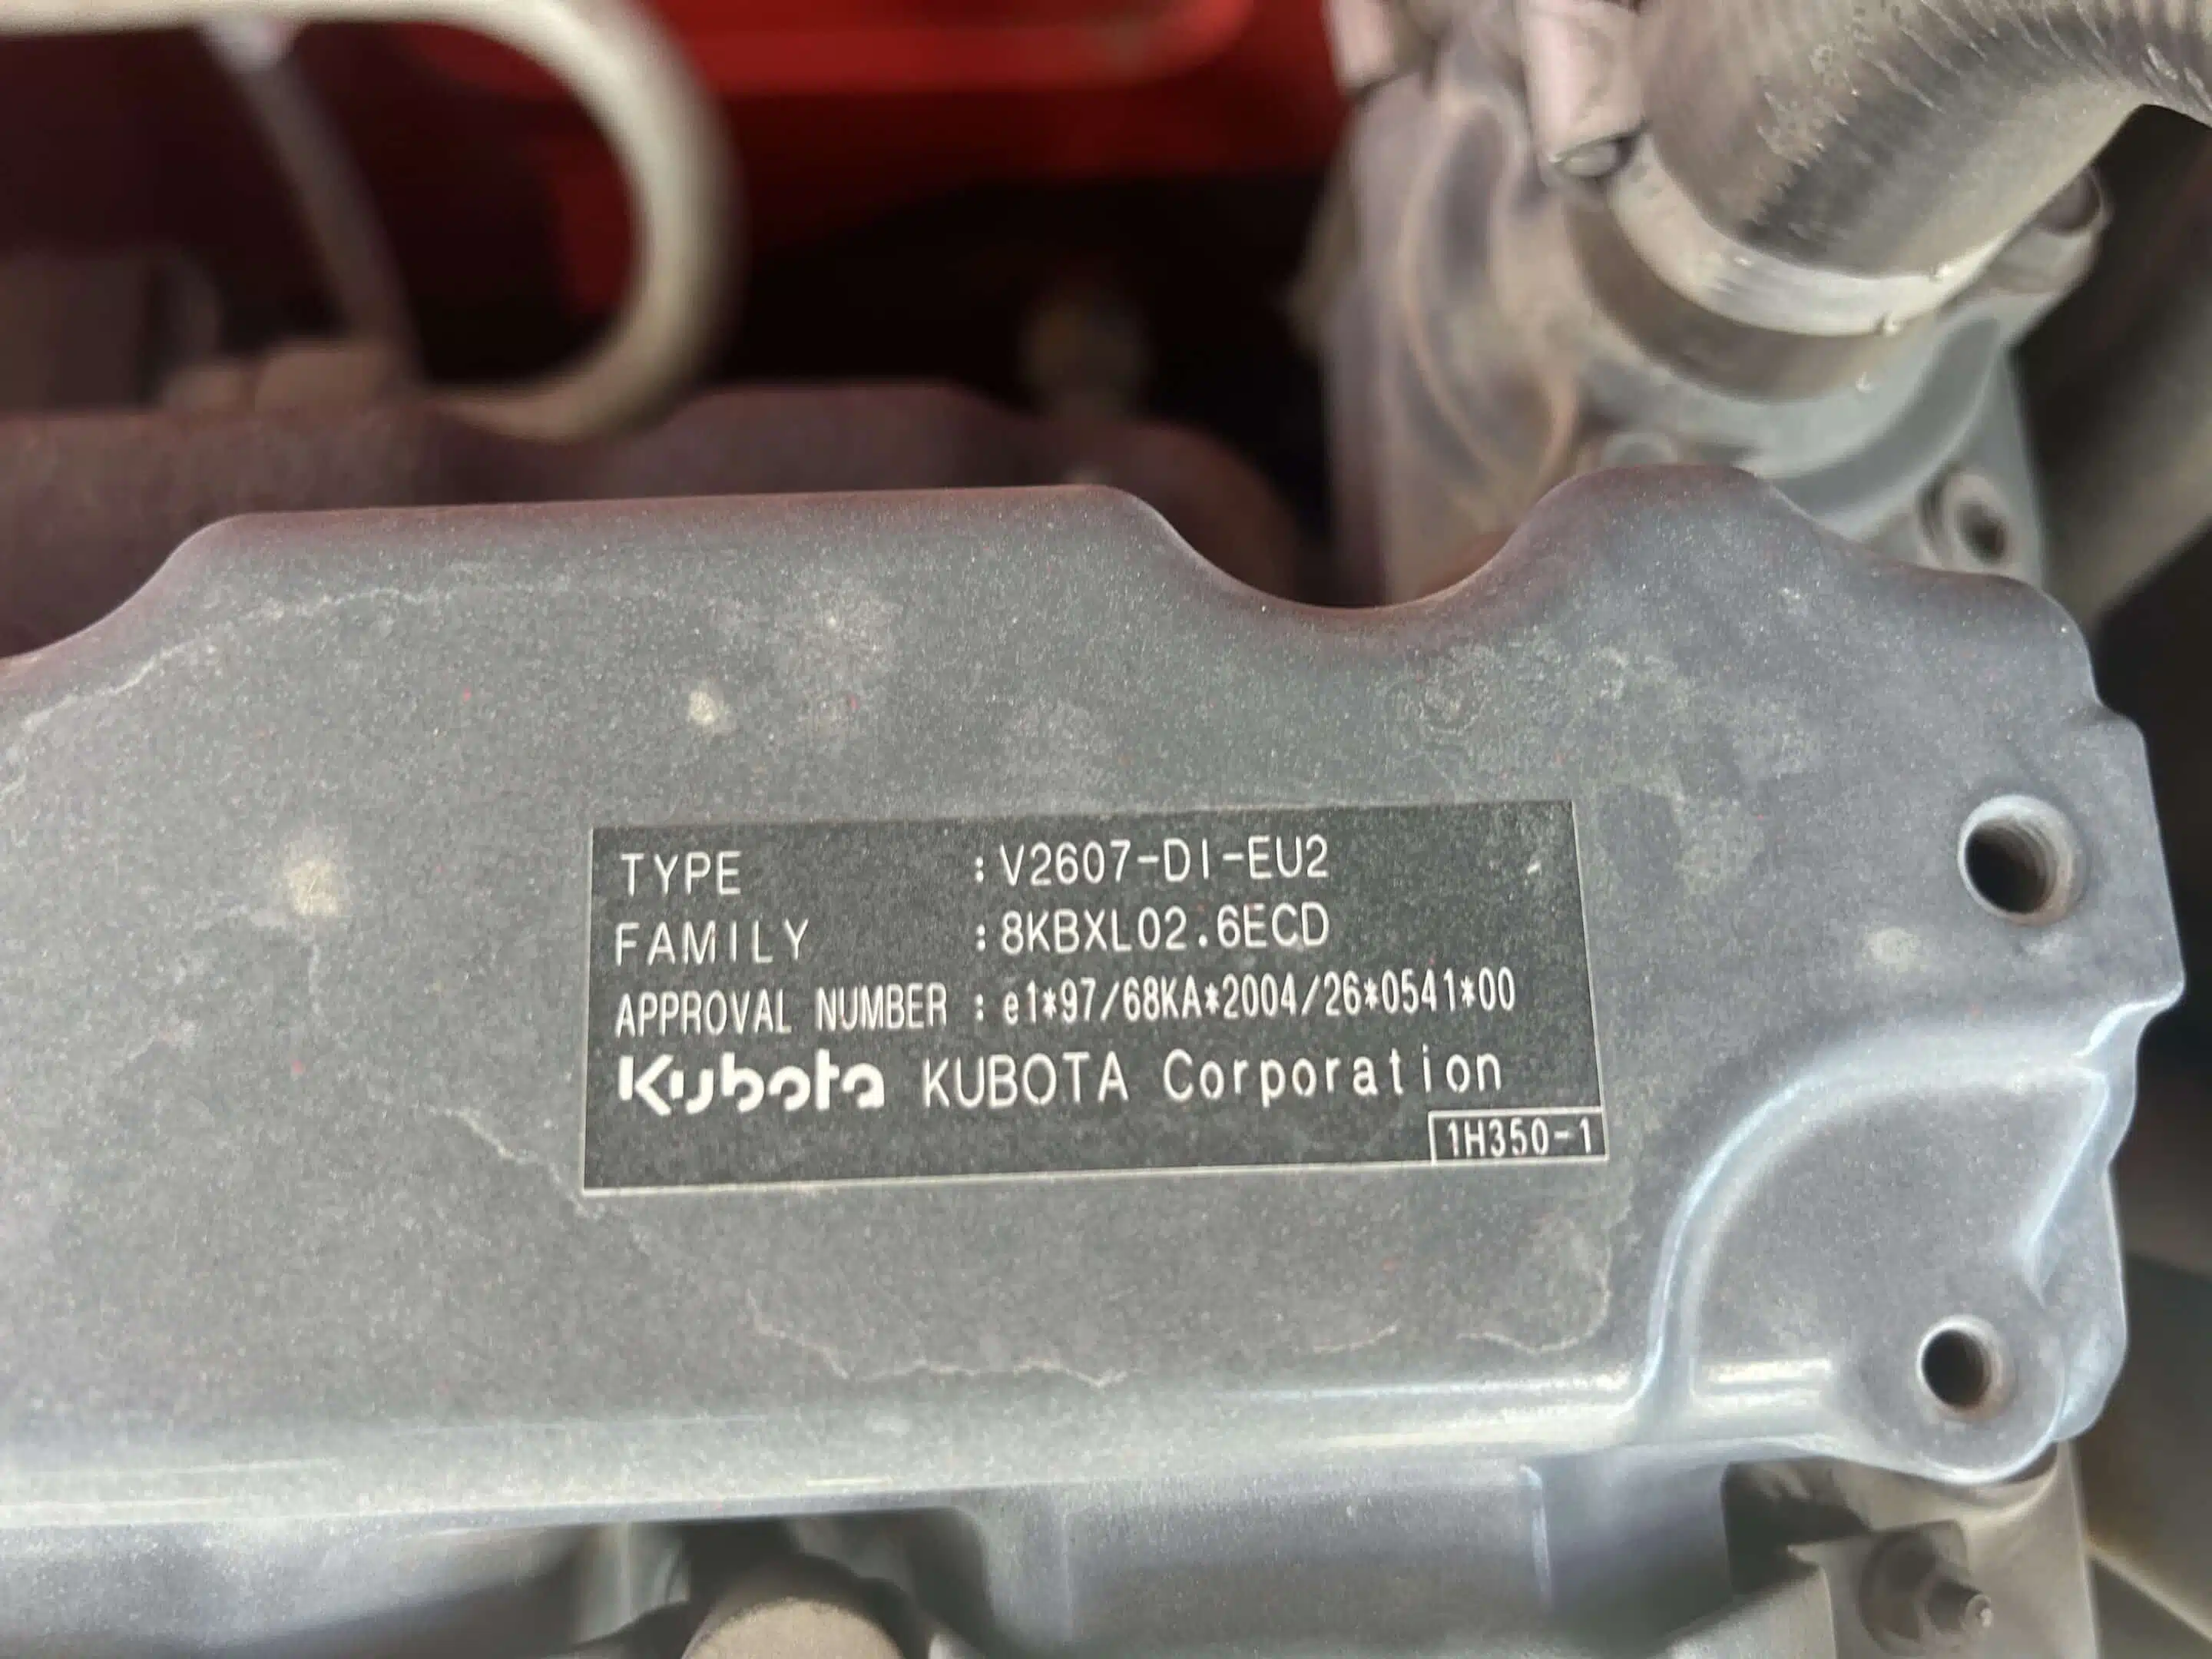 TYPE : V2607-DI-EU2
FAMILY : 8KBXL02.6ECD
APPROVAL NUMBER : e1*97/68KA*2004/26*0541*00
Kubota KUBOTA Corporation
1H350-1